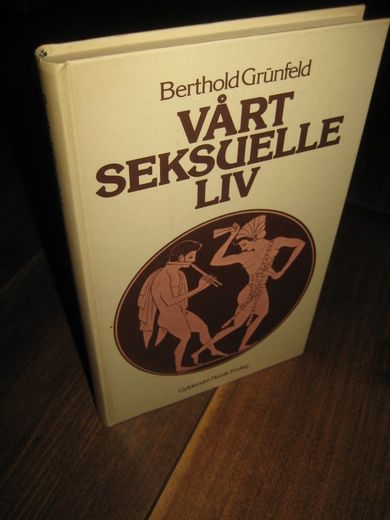 Berthold Grünfeld
VÅRT
SEKSUELLE
LIV
Gyldendal Norsk Forlag